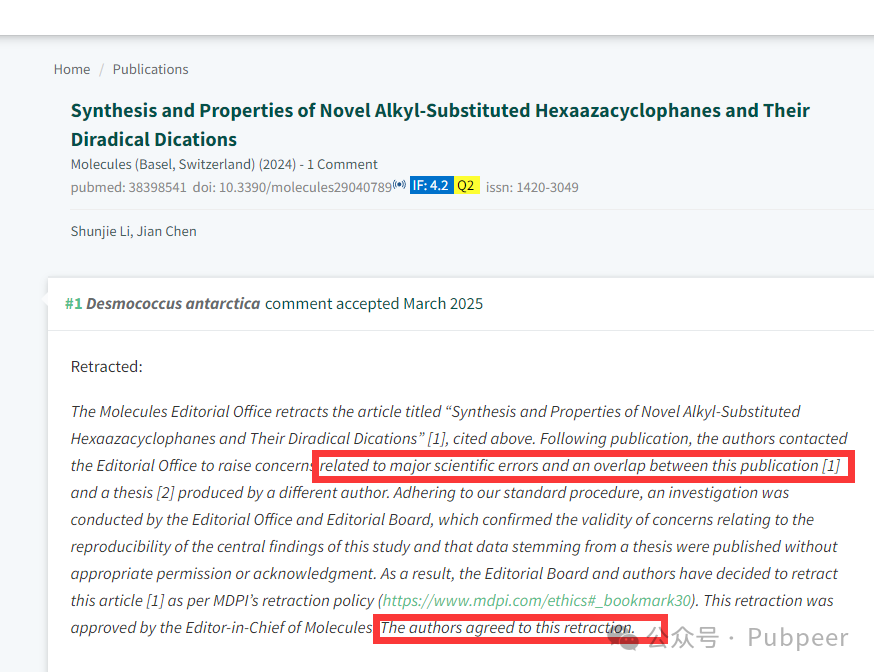 Home / Publications
Synthesis and Properties of Novel Alkyl-Substituted Hexaazacyclophanes and Their
Diradical Dications
Molecules (Basel, Switzerland) (2024) - 1 Comment
pubmed: 38398541 doi: 10.3390/molecules29040789 IF: 4.2 Q2 issn: 1420-3049
Shunjie Li, Jian Chen
#1 Desmococcus antarctica comment accepted March 2025
Retracted:
The Molecules Editorial Office retracts the article titled “Synthesis and Properties of Novel Alkyl-Substituted
Hexaazacyclophanes and Their Diradical Dications” [1], cited above. Following publication, the authors contacted
the Editorial Office to raise concerns related to major scientific errors and an overlap between this publication [1]
and a thesis [2] produced by a different author. Adhering to our standard procedure, an investigation was
conducted by the Editorial Office and Editorial Board, which confirmed the validity of concerns relating to the
reproducibility of the central findings of this study and that data stemming from a thesis were published without
appropriate permission or acknowledgment. As a result, the Editorial Board and authors have decided to retract
this article [1] as per MDPI’s retraction policy (https://www.mdpi.com/ethics#_bookmark30). This retraction was
approved by the Editor-in-Chief of Molecules. The authors agreed to this retraction.
公众号 · Pubpeer